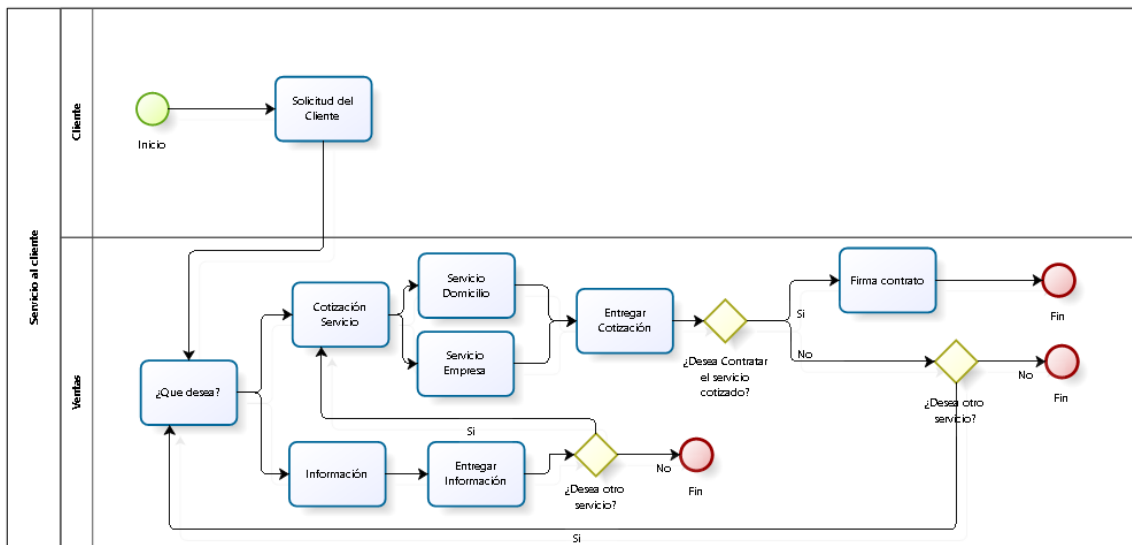 Servicio al cliente
Cliente
Inicio
Solicitud del
Cliente
Ventas
¿Que desea?
Cotización
Servicio
Servicio
Domicilio
Servicio
Empresa
Entregar
Cotización
¿Desea Contratar
el servicio
cotizado?
Si
No
Firma contrato
Fin
¿Desea otro
servicio?
No
Fin
Si
Información
Entregar
Información
¿Desea otro
servicio?
Si
No
Fin